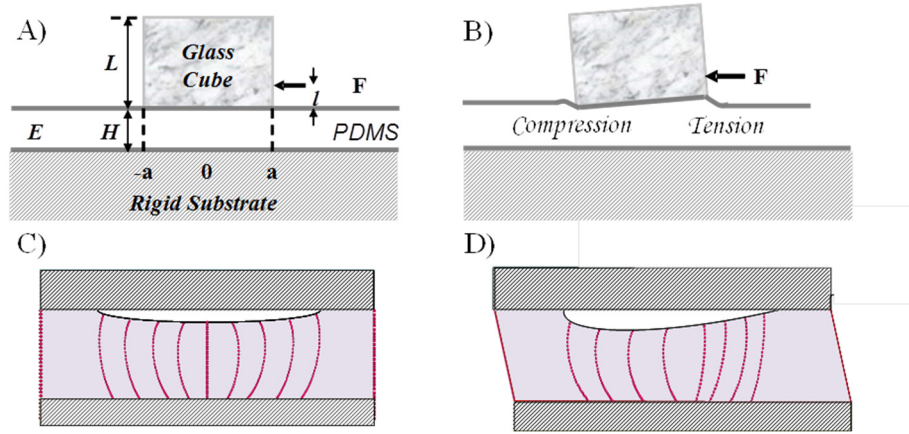 A)
L
Glass
Cube
F
l
E
H
PDMS
-a
0
a
Rigid Substrate
B)
F
Compression
Tension
C)
D)